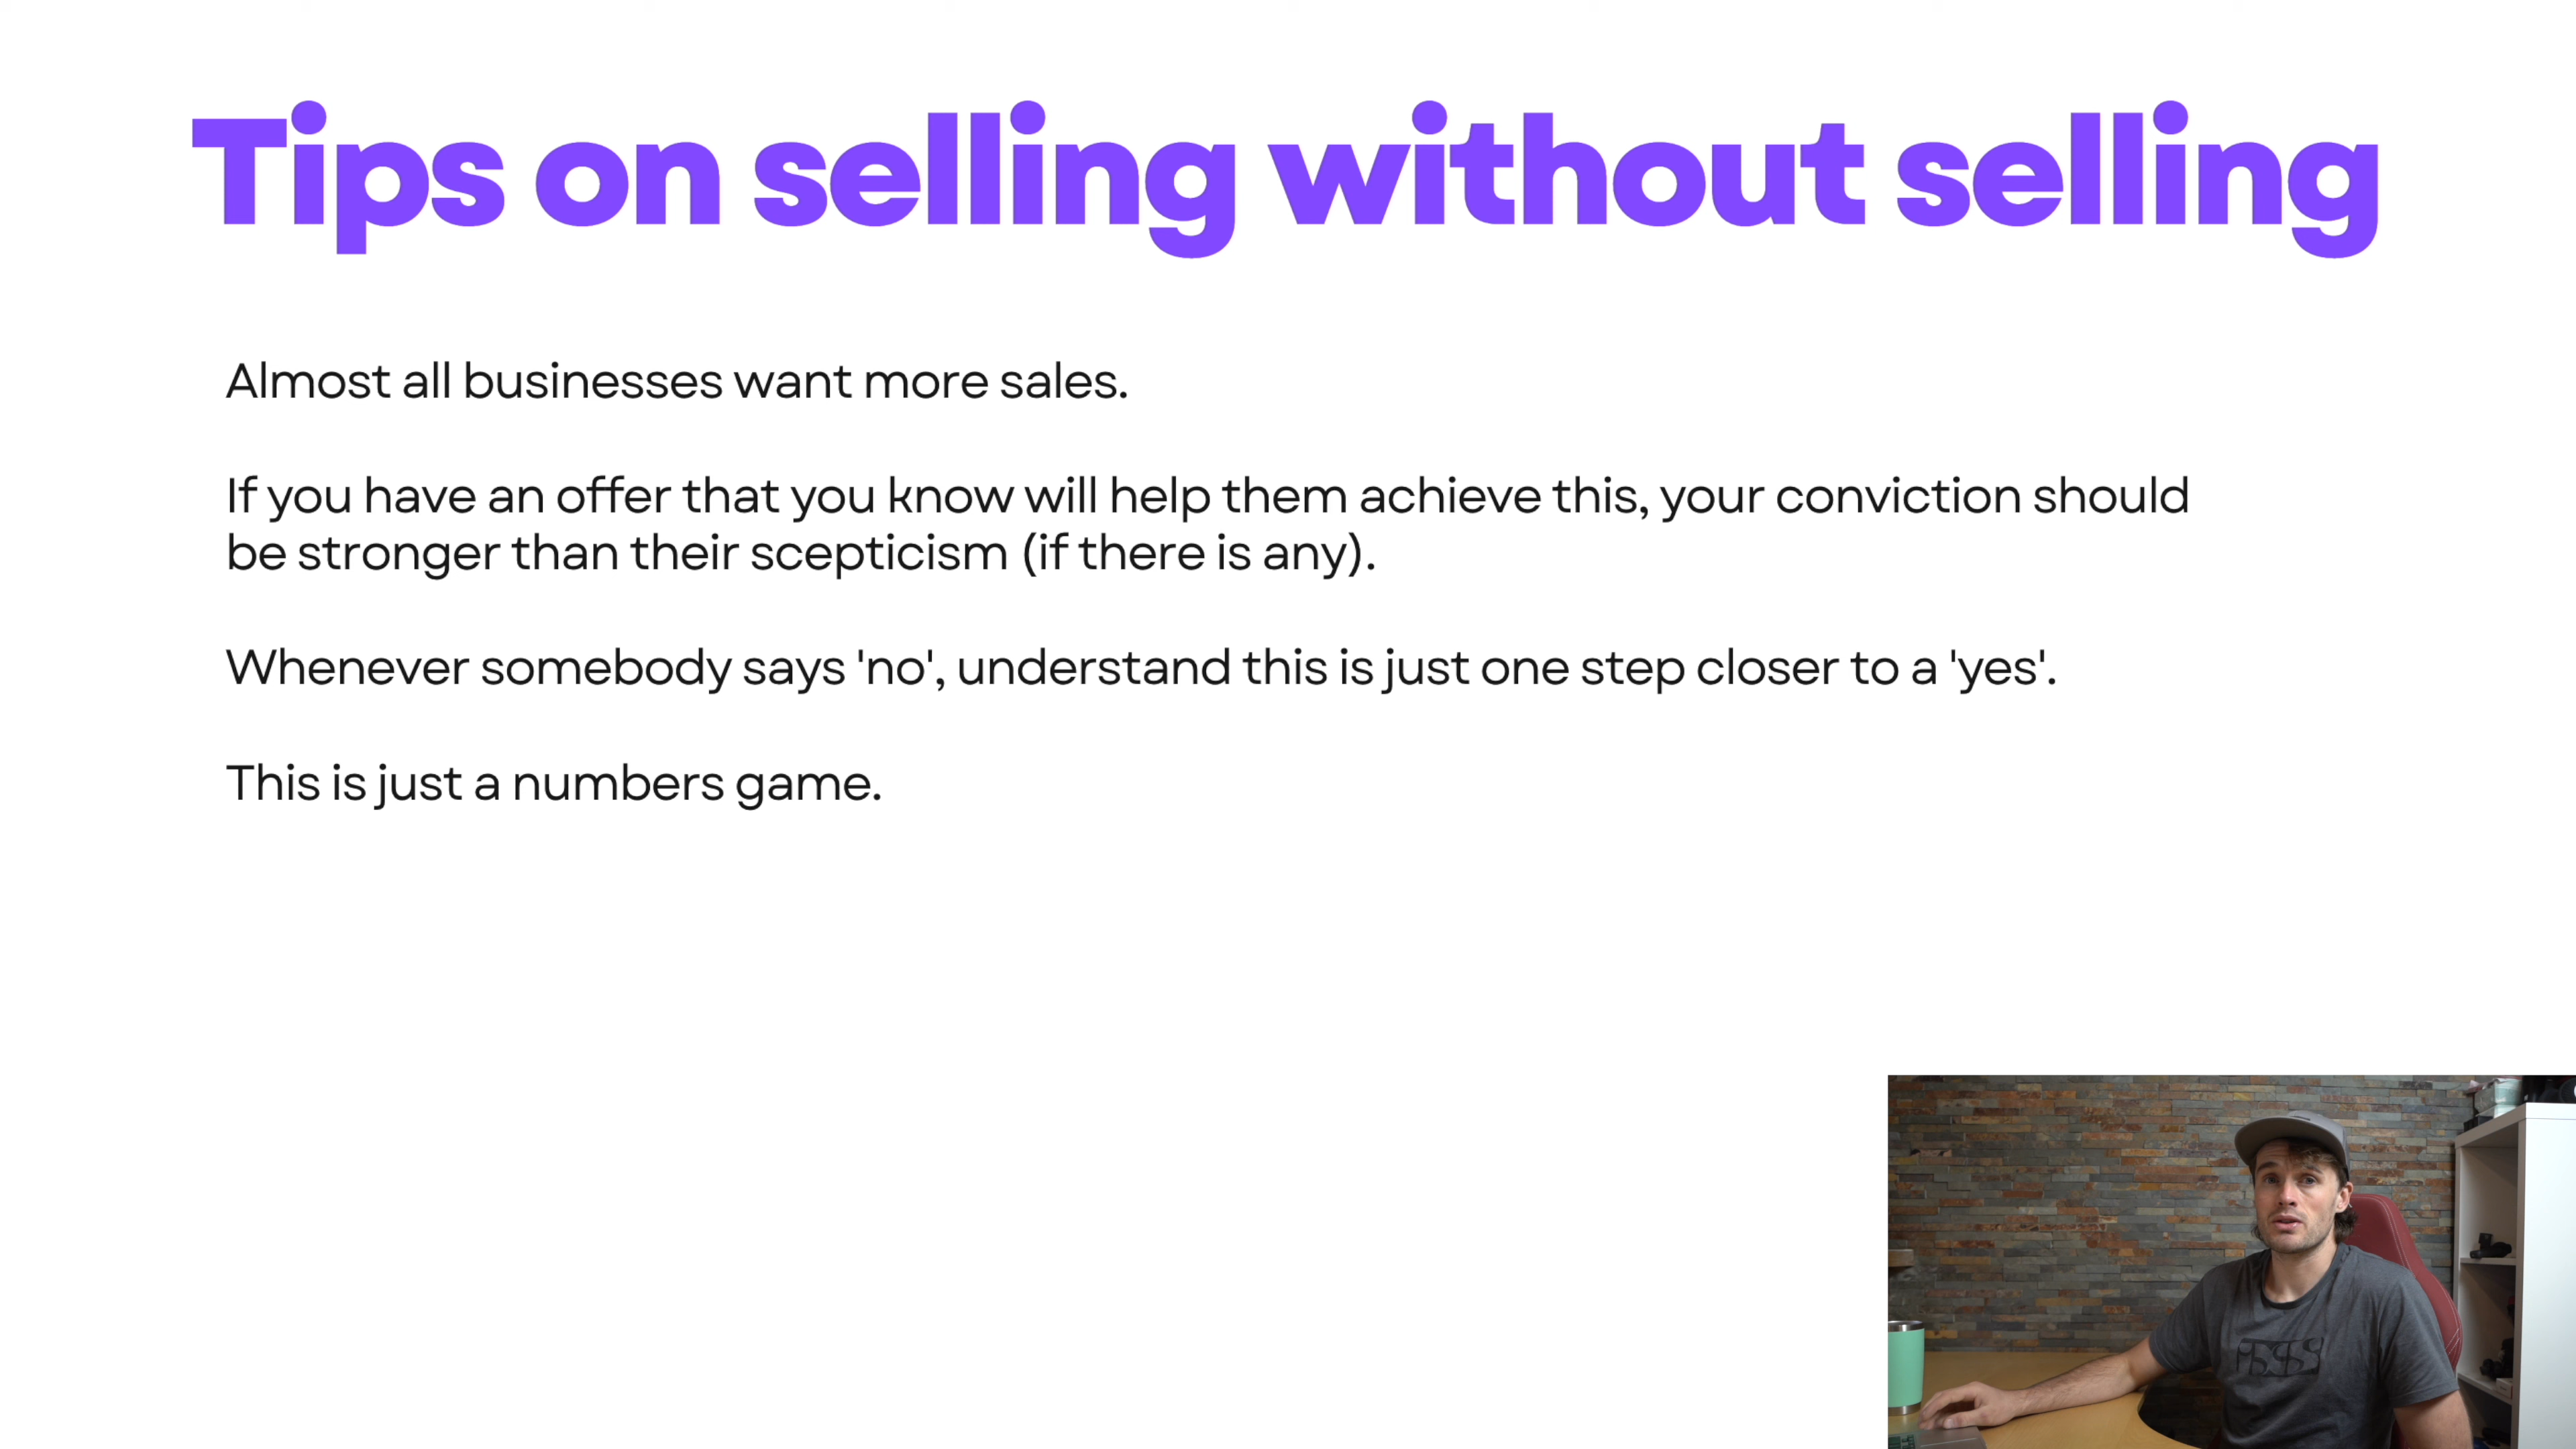 Tips on selling without selling
Almost all businesses want more sales.
If you have an offer that you know will help them achieve this, your conviction should
be stronger than their scepticism (if there is any).
Whenever somebody says 'no', understand this is just one step closer to a 'yes'.
This is just a numbers game.